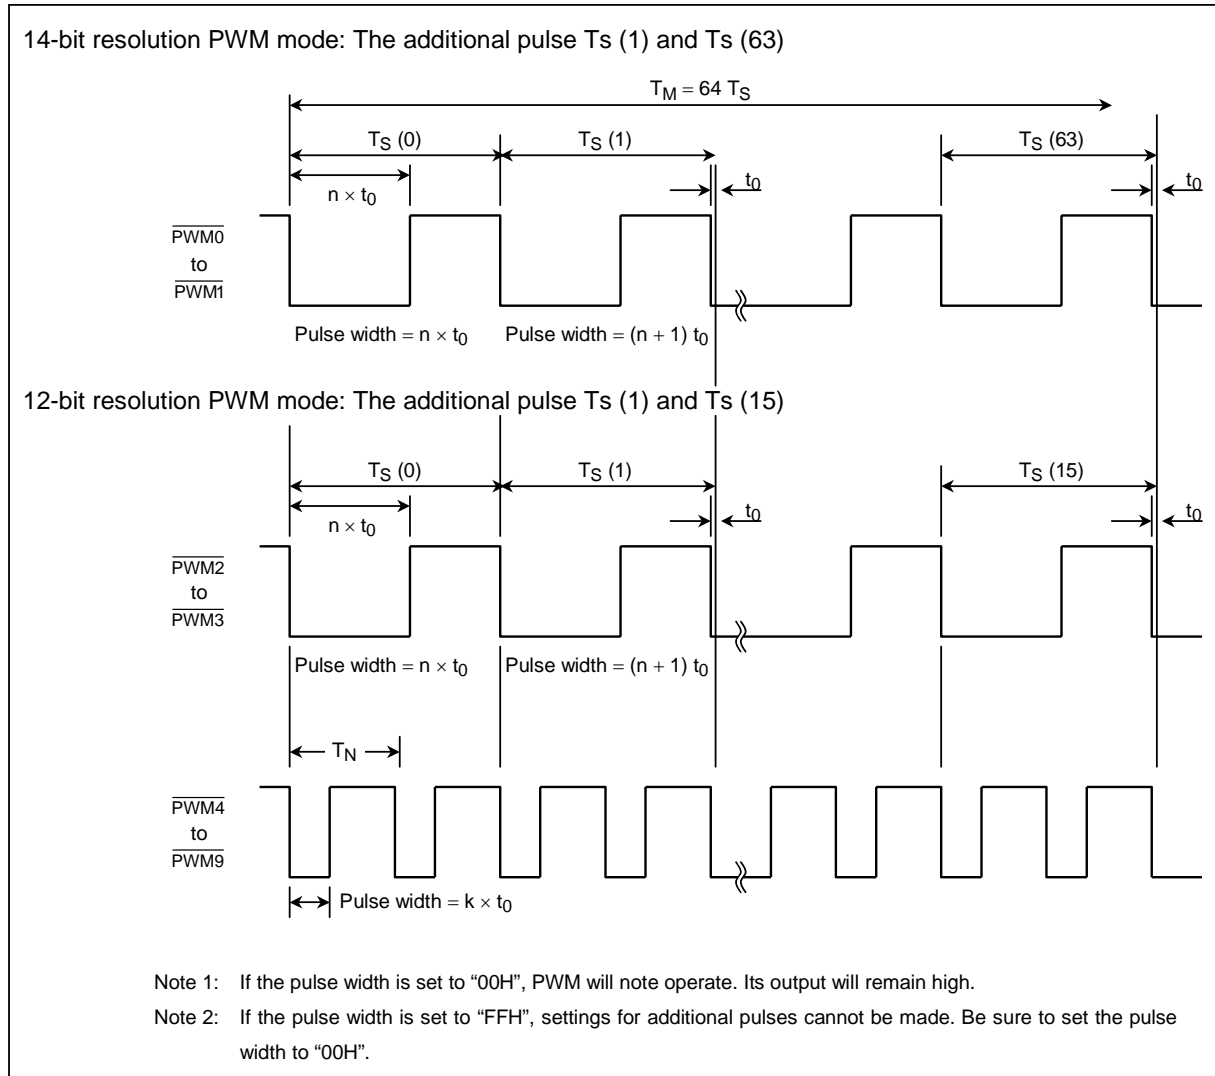 14-bit resolution PWM mode: The additional pulse Ts (1) and Ts (63)
TM = 64 TS
TS (0)
TS (1)
TS (63)
n × t0
t0
t0
PWM0
to
PWM1
Pulse width = n × t0
Pulse width = (n + 1) t0
12-bit resolution PWM mode: The additional pulse Ts (1) and Ts (15)
TS (0)
TS (1)
TS (15)
n × t0
t0
t0
PWM2
to
PWM3
Pulse width = n × t0
Pulse width = (n + 1) t0
TN
PWM4
to
PWM9
Pulse width = k × t0
Note 1: If the pulse width is set to “00H”, PWM will note operate. Its output will remain high.
Note 2: If the pulse width is set to “FFH”, settings for additional pulses cannot be made. Be sure to set the pulse
width to “00H”.